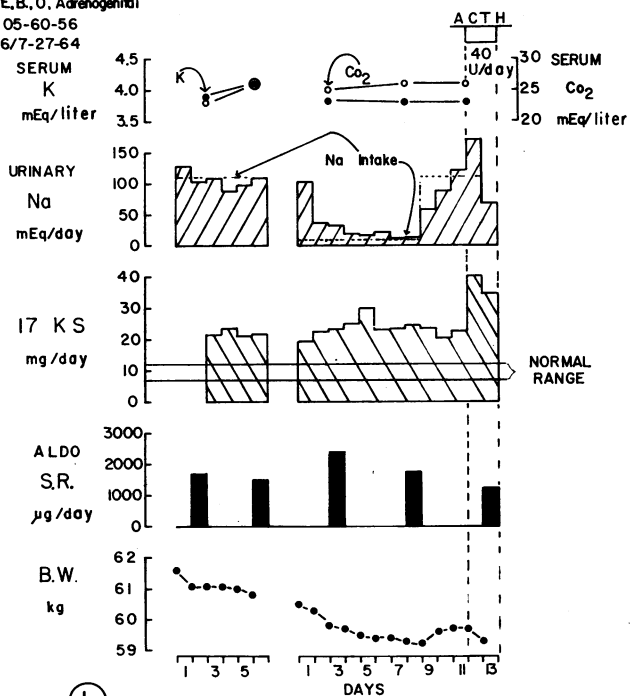 E.B., O, Adrenogenital
05-60-56
6/7-27-64
A C T H
40
U/day
SERUM
K
mEq/liter
4.5
4.0
3.5
K
Co2
30
25
20
SERUM
Co2
mEq/liter
URINARY
Na
mEq/day
150
100
50
0
Na Intake
17 KS
mg/day
40
30
20
10
0
NORMAL
RANGE
ALDO
S.R.
µg/day
3000
2000
1000
0
B.W.
kg
62
61
60
59
1 3 5 1 3 5 7 9 11 13
DAYS